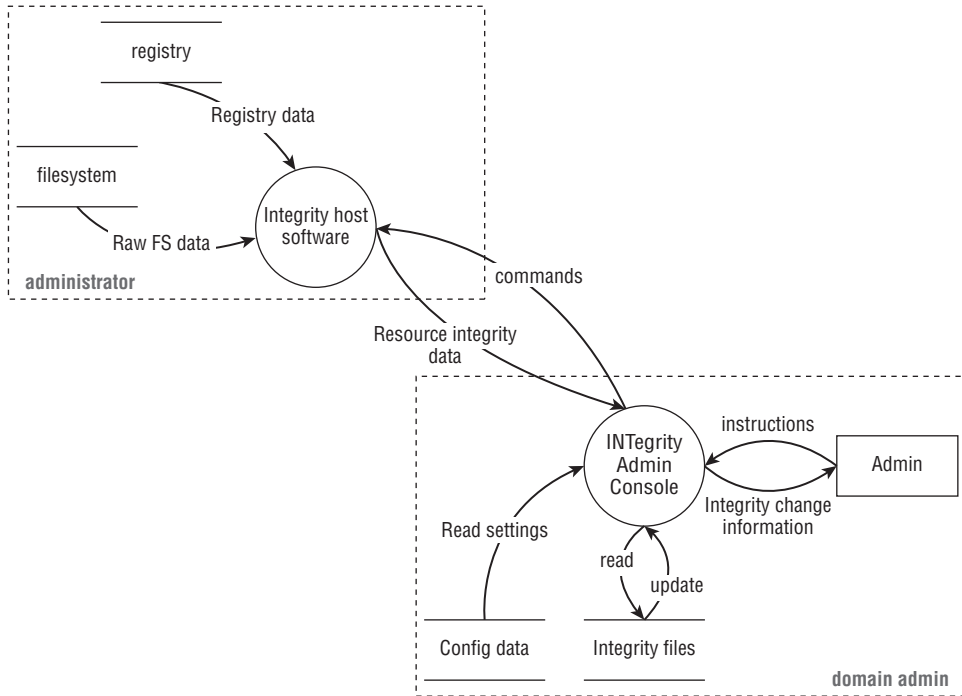 registry
Registry data
filesystem
Integrity host
software
Raw FS data
administrator
commands
Resource integrity
data
INTegrity
Admin
Console
instructions
Admin
Integrity change
information
Read settings
read
update
Config data
Integrity files
domain admin